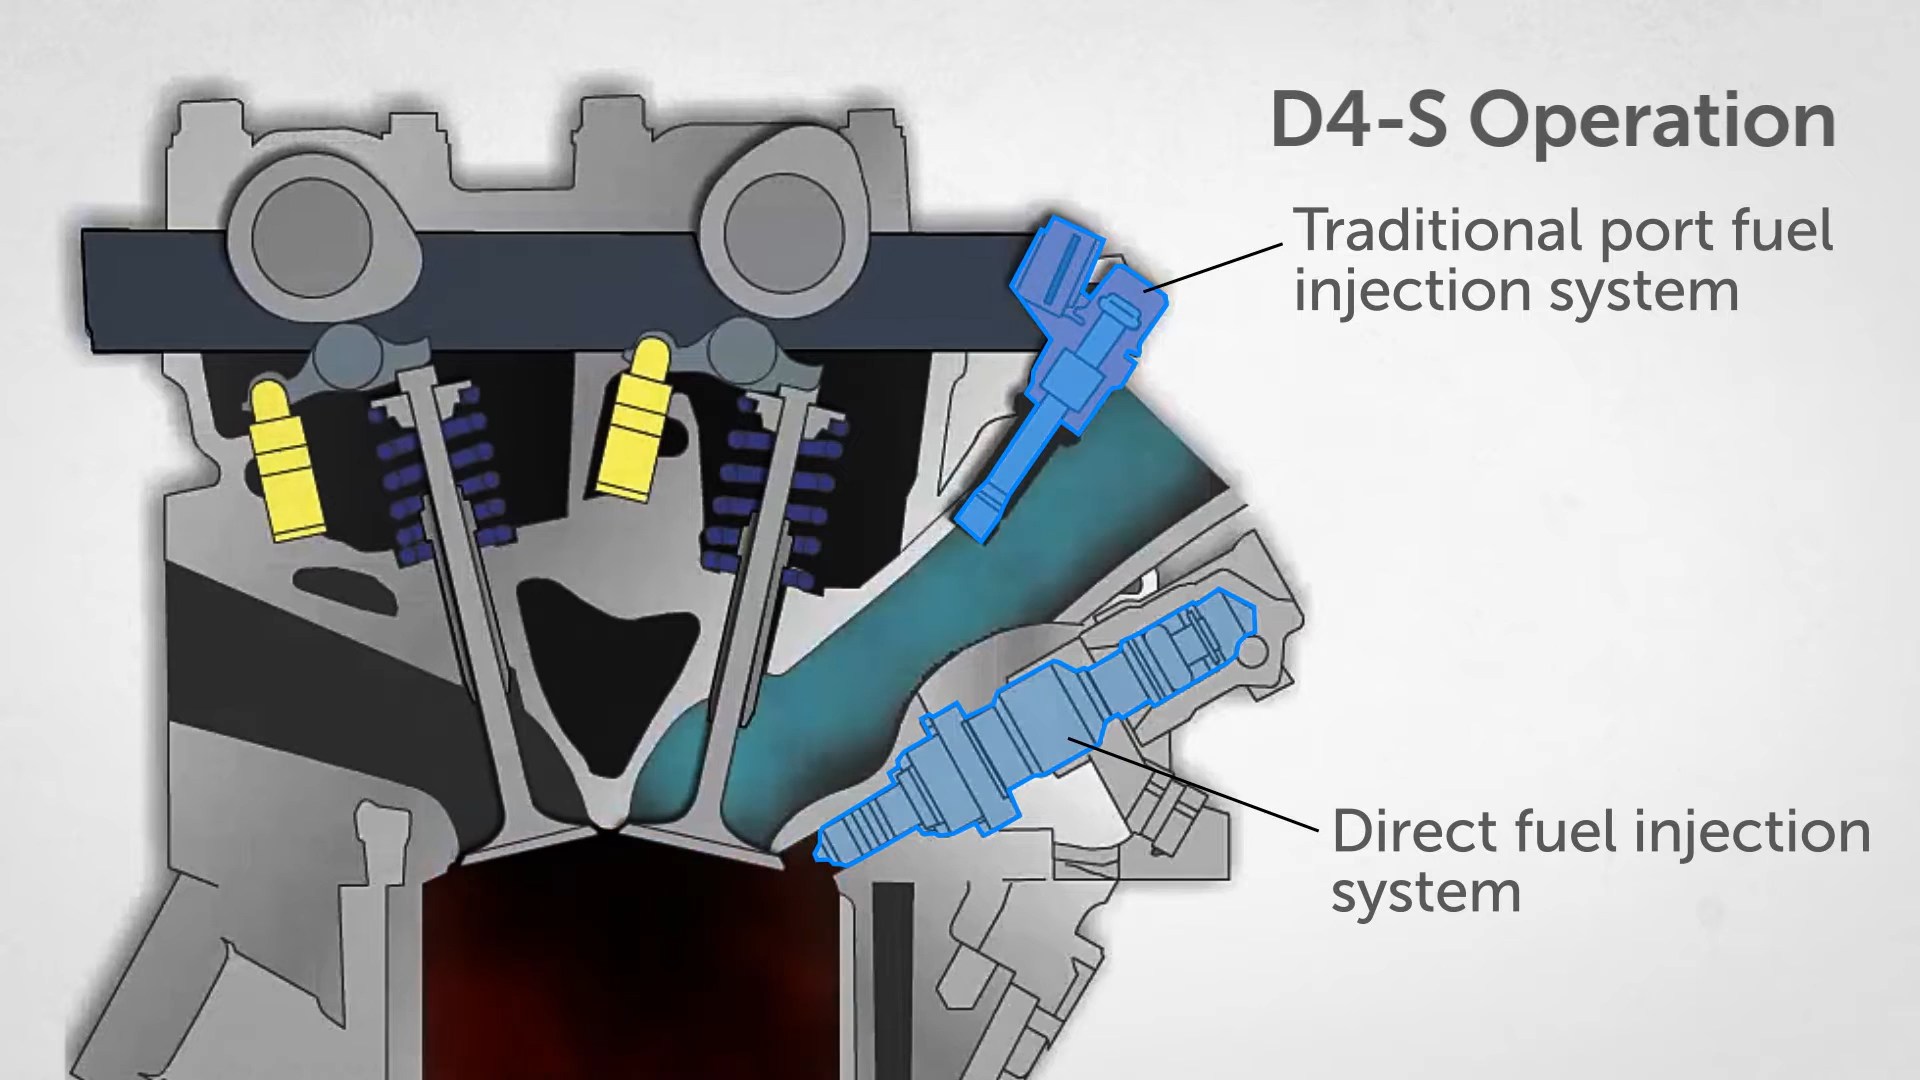 D4-S Operation
Traditional port fuel
injection system
Direct fuel injection
system